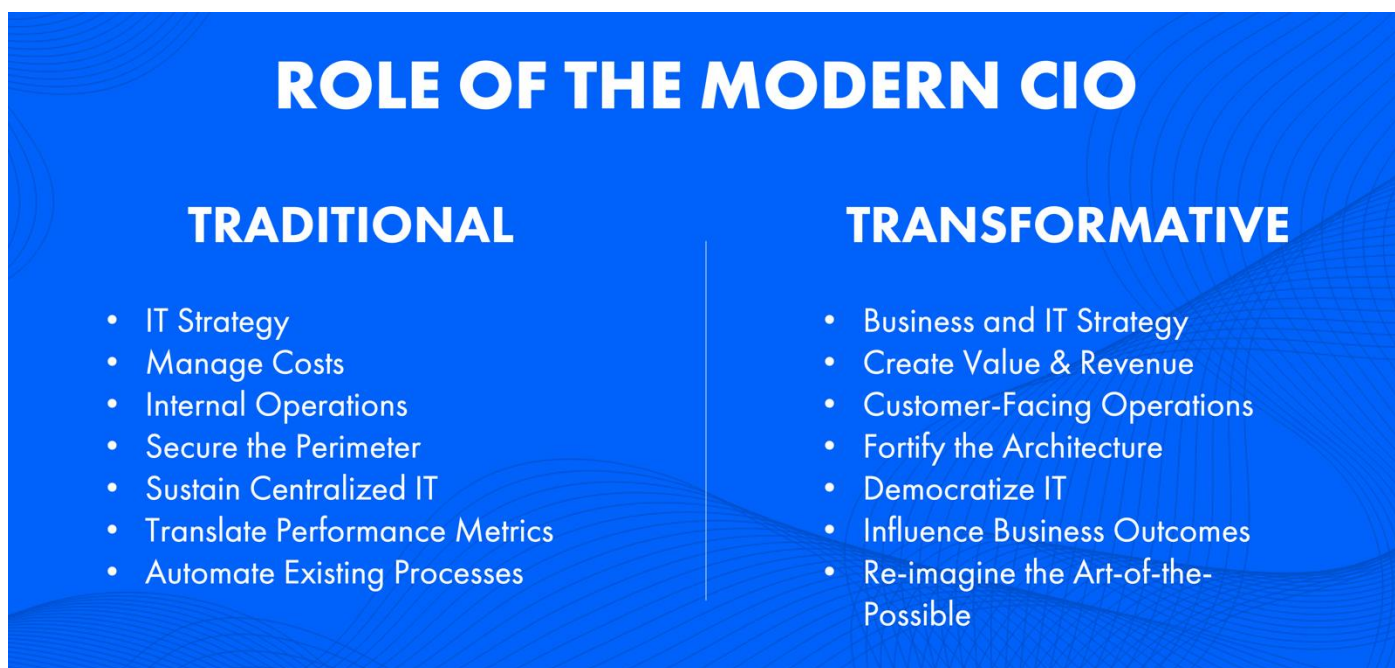 ROLE OF THE MODERN CIO
TRADITIONAL
• IT Strategy
• Manage Costs
• Internal Operations
• Secure the Perimeter
• Sustain Centralized IT
• Translate Performance Metrics
• Automate Existing Processes
TRANSFORMATIVE
• Business and IT Strategy
• Create Value & Revenue
• Customer-Facing Operations
• Fortify the Architecture
• Democratize IT
• Influence Business Outcomes
• Re-imagine the Art-of-the-
Possible